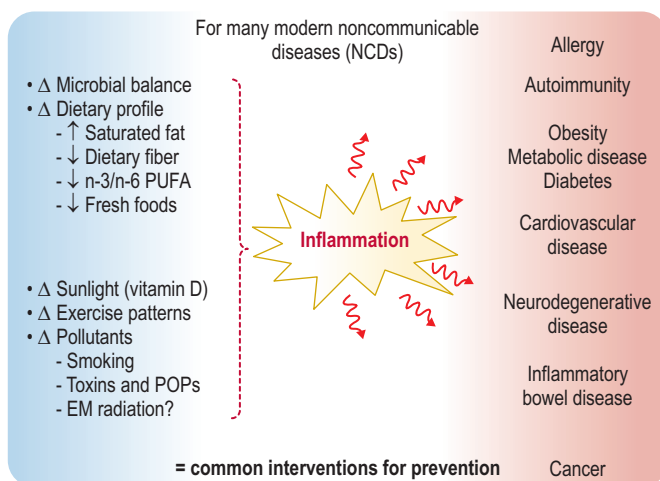 For many modern noncommunicable
diseases (NCDs)
• Δ Microbial balance
• Δ Dietary profile
- ↑ Saturated fat
- ↓ Dietary fiber
- ↓ n-3/n-6 PUFA
- ↓ Fresh foods
• Δ Sunlight (vitamin D)
• Δ Exercise patterns
• Δ Pollutants
- Smoking
- Toxins and POPs
- EM radiation?
Inflammation
Allergy
Autoimmunity
Obesity
Metabolic disease
Diabetes
Cardiovascular
disease
Neurodegenerative
disease
Inflammatory
bowel disease
Cancer
= common interventions for prevention